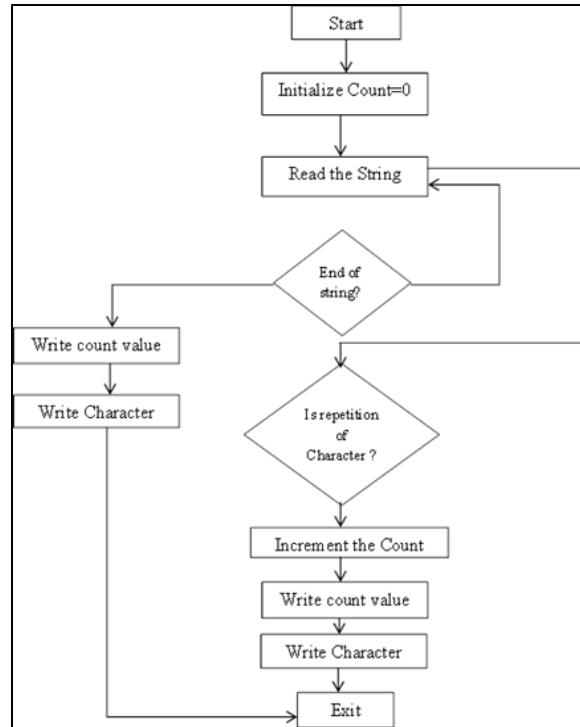 Start
Initialize Count=0
Read the String
End of
string?
Write count value
Write Character
Is repetition
of
Character ?
Increment the Count
Write count value
Write Character
Exit